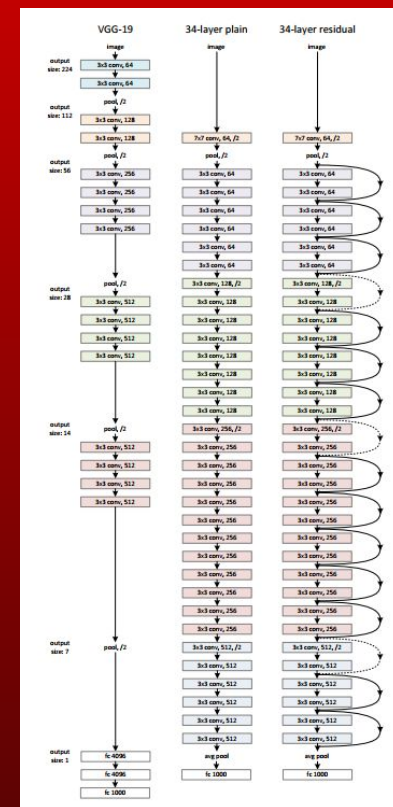 output
size: 224
output
size: 112
output
size: 56
output
size: 28
output
size: 14
output
size: 7
output
size: 1
VGG-19
image
3x3 conv, 64
3x3 conv, 64
pool, /2
3x3 conv, 128
3x3 conv, 128
pool, /2
3x3 conv, 256
3x3 conv, 256
3x3 conv, 256
3x3 conv, 256
pool, /2
3x3 conv, 512
3x3 conv, 512
3x3 conv, 512
3x3 conv, 512
pool, /2
3x3 conv, 512
3x3 conv, 512
3x3 conv, 512
3x3 conv, 512
pool, /2
fc 4096
fc 4096
fc 1000
34-layer plain
image
7x7 conv, 64, /2
pool, /2
3x3 conv, 64
3x3 conv, 64
3x3 conv, 64
3x3 conv, 64
3x3 conv, 64
3x3 conv, 64
3x3 conv, 128, /2
3x3 conv, 128
3x3 conv, 128
3x3 conv, 128
3x3 conv, 128
3x3 conv, 128
3x3 conv, 128
3x3 conv, 128
3x3 conv, 256, /2
3x3 conv, 256
3x3 conv, 256
3x3 conv, 256
3x3 conv, 256
3x3 conv, 256
3x3 conv, 256
3x3 conv, 256
3x3 conv, 256
3x3 conv, 256
3x3 conv, 256
3x3 conv, 256
3x3 conv, 512, /2
3x3 conv, 512
3x3 conv, 512
3x3 conv, 512
3x3 conv, 512
3x3 conv, 512
avg pool
fc 1000
34-layer residual
image
7x7 conv, 64, /2
pool, /2
3x3 conv, 64
3x3 conv, 64
3x3 conv, 64
3x3 conv, 64
3x3 conv, 64
3x3 conv, 64
3x3 conv, 128, /2
3x3 conv, 128
3x3 conv, 128
3x3 conv, 128
3x3 conv, 128
3x3 conv, 128
3x3 conv, 128
3x3 conv, 128
3x3 conv, 256, /2
3x3 conv, 256
3x3 conv, 256
3x3 conv, 256
3x3 conv, 256
3x3 conv, 256
3x3 conv, 256
3x3 conv, 256
3x3 conv, 256
3x3 conv, 256
3x3 conv, 256
3x3 conv, 256
3x3 conv, 512, /2
3x3 conv, 512
3x3 conv, 512
3x3 conv, 512
3x3 conv, 512
3x3 conv, 512
avg pool
fc 1000